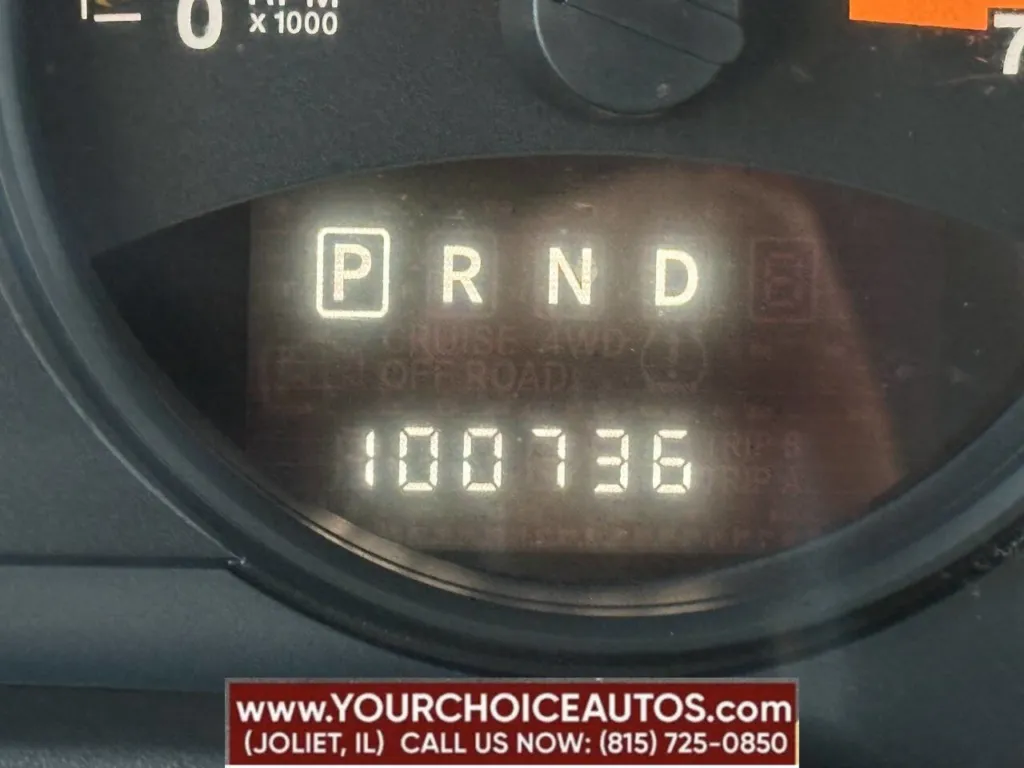 0 RPM
x 1000
7
P R N D
CRUISE 4WD
OFF ROAD
100736
TRIP B
TRIP A
www.YOURCHOICEAUTOS.com
(JOLIET, IL) CALL US NOW: (815) 725-0850